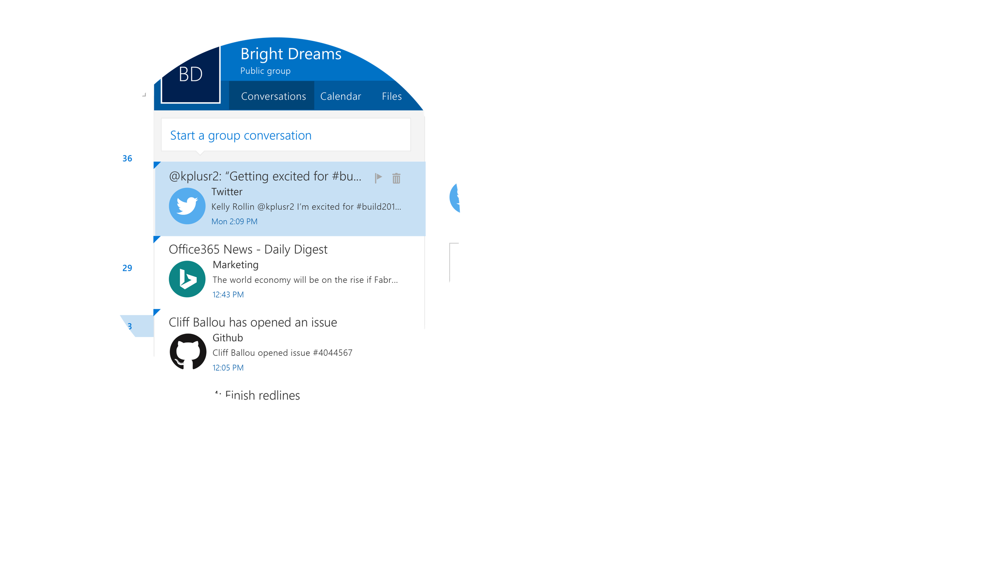 Bright Dreams
Public group
BD
Conversations Calendar Files
Start a group conversation
36
@kplusr2: “Getting excited for #bu...
Twitter
Kelly Rollin @kplusr2 I’m excited for #build201...
Mon 2:09 PM
Office365 News - Daily Digest
Marketing
29
The world economy will be on the rise if Fabr...
12:43 PM
Cliff Ballou has opened an issue
3
Github
Cliff Ballou opened issue #4044567
12:05 PM
Finish redlines